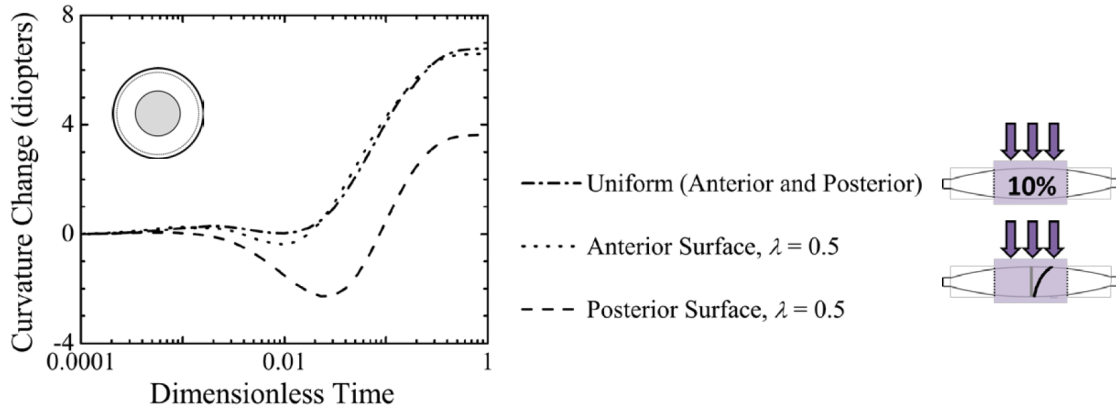 8
4
0
-4
Curvature Change (diopters)
0.0001
0.01
1
Dimensionless Time
Uniform (Anterior and Posterior)
Anterior Surface, λ = 0.5
Posterior Surface, λ = 0.5
10%